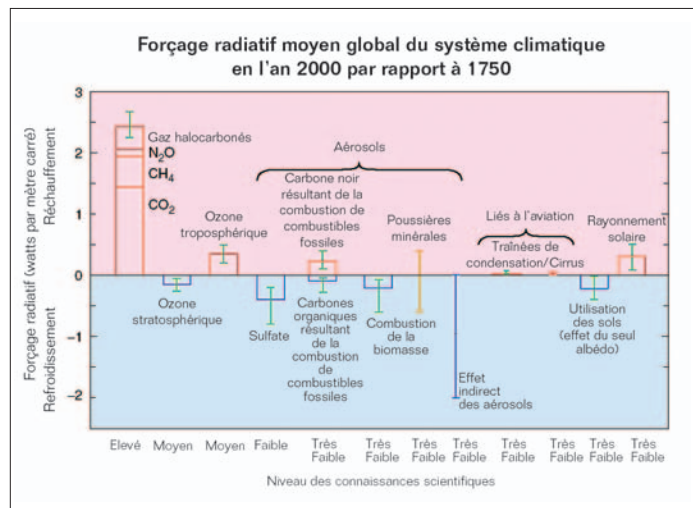 Forçage radiatif moyen global du système climatique
en l'an 2000 par rapport à 1750
Forçage radiatif (watts par mètre carré)
Refroidissement
Réchauffement
3
2
1
0
−1
−2
Gaz halocarbonés
N2O
CH4
CO2
Ozone
stratosphérique
Ozone
troposphérique
Aérosols
Sulfate
Carbone noir
résultant de la
combustion de
combustibles
fossiles
Carbones
organiques
résultant
de la
combustion
de
combustibles
fossiles
Combustion
de la
biomasse
Poussières
minérales
Effet
indirect
des aérosols
Liés à l'aviation
Traînées de
condensation/Cirrus
Utilisation
des sols
(effet du seul
albédo)
Rayonnement
solaire
Elevé
Moyen
Moyen
Faible
Très
Faible
Très
Faible
Très
Faible
Très
Faible
Très
Faible
Très
Faible
Très
Faible
Très
Faible
Niveau des connaissances scientifiques